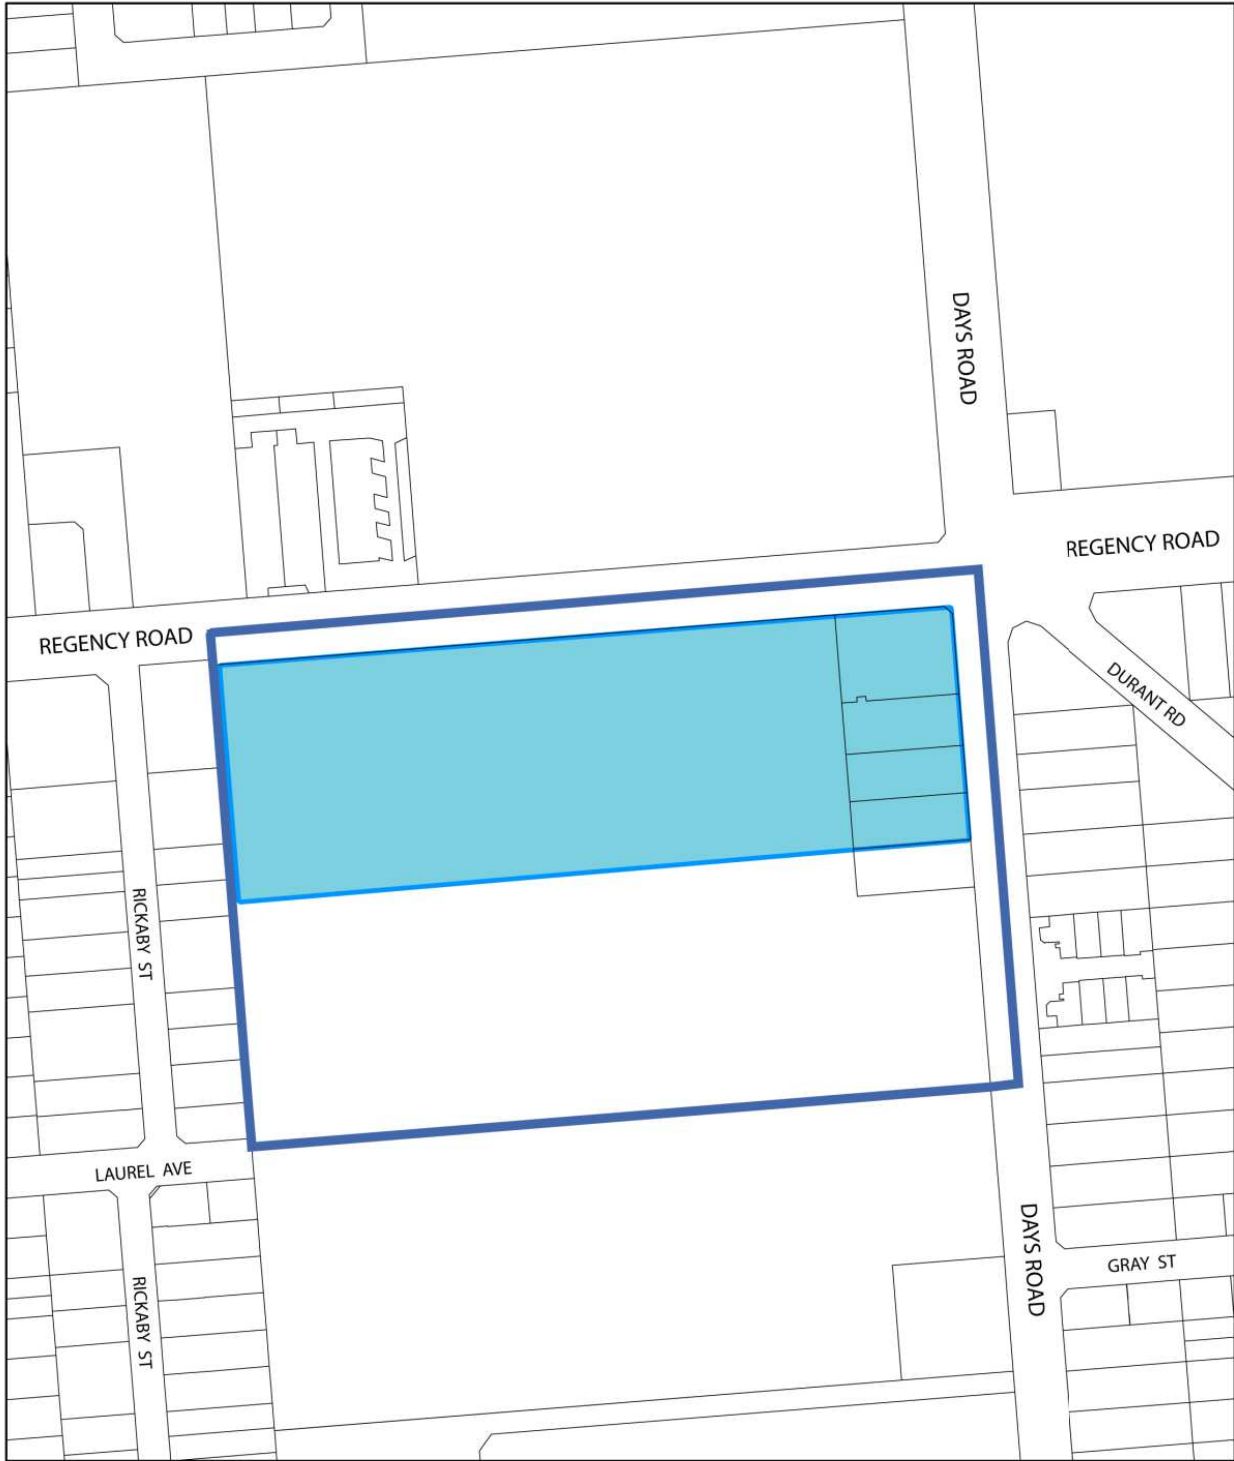 DAYS ROAD
REGENCY ROAD
REGENCY ROAD
DURANT RD
RICKABY ST
LAUREL AVE
DAYS ROAD
GRAY ST
RICKABY ST